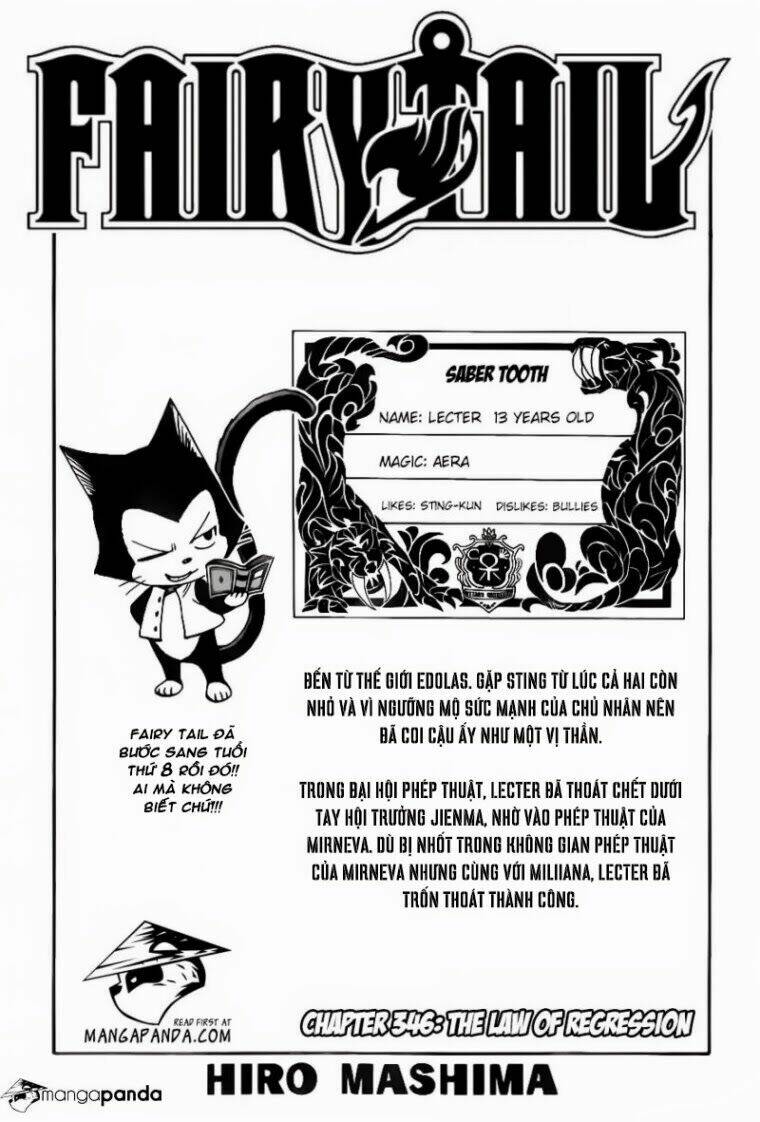 FAIRY TAIL
SABER TOOTH
NAME: LECTER 13 YEARS OLD
MAGIC: AERA
LIKES: STING-KUN DISLIKES: BULLIES
ĐẾN TỪ THẾ GIỚI EDOLAS. GẶP STING TỪ LÚC CẢ HAI CÒN
NHỎ VÀ VÌ NGƯỠNG MỘ SỨC MẠNH CỦA CHỦ NHÂN NÊN
ĐÃ COI CẬU ẤY NHƯ MỘT VỊ THẦN.
TRONG ĐẠI HỘI PHÉP THUẬT, LECTER ĐÃ THOÁT CHẾT DƯỚI
TAY HỘI TRƯỞNG JIENMA, NHỜ VÀO PHÉP THUẬT CỦA
MIRNEVA. DÙ BỊ NHỐT TRONG KHÔNG GIAN PHÉP THUẬT
CỦA MIRNEVA NHƯNG CÙNG VỚI MILIIANA, LECTER ĐÃ
TRỐN THOÁT THÀNH CÔNG.
FAIRY TAIL ĐÃ
BƯỚC SANG TUỔI
THỨ 8 RỒI ĐÓ!!
AI MÀ KHÔNG
BIẾT CHỨ!!!
READ FIRST AT
MANGAPANDA.COM
CHAPTER 346: THE LAW OF REGRESSION
HIRO MASHIMA
mangapanda